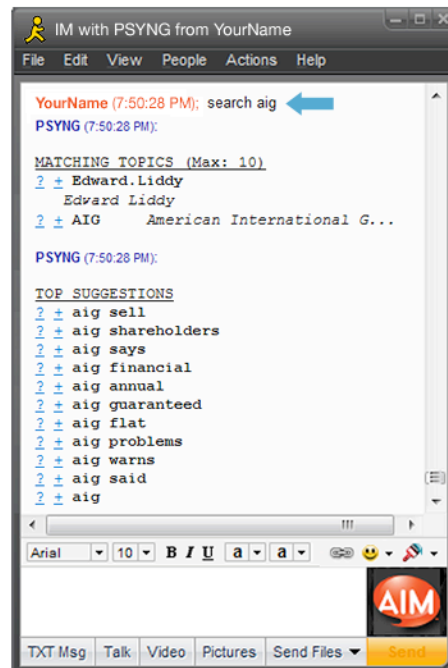 IM with PSYNG from YourName
File Edit View People Actions Help
YourName (7:50:28 PM); search aig
PSYNG (7:50:28 PM):
MATCHING TOPICS (Max: 10)
? + Edward.Liddy
Edward Liddy
? + AIG American International G...
PSYNG (7:50:28 PM):
TOP SUGGESTIONS
? + aig sell
? + aig shareholders
? + aig says
? + aig financial
? + aig annual
? + aig guaranteed
? + aig flat
? + aig problems
? + aig warns
? + aig said
? + aig
Arial 10 B I U a a
AIM
TXT Msg Talk Video Pictures Send Files Send